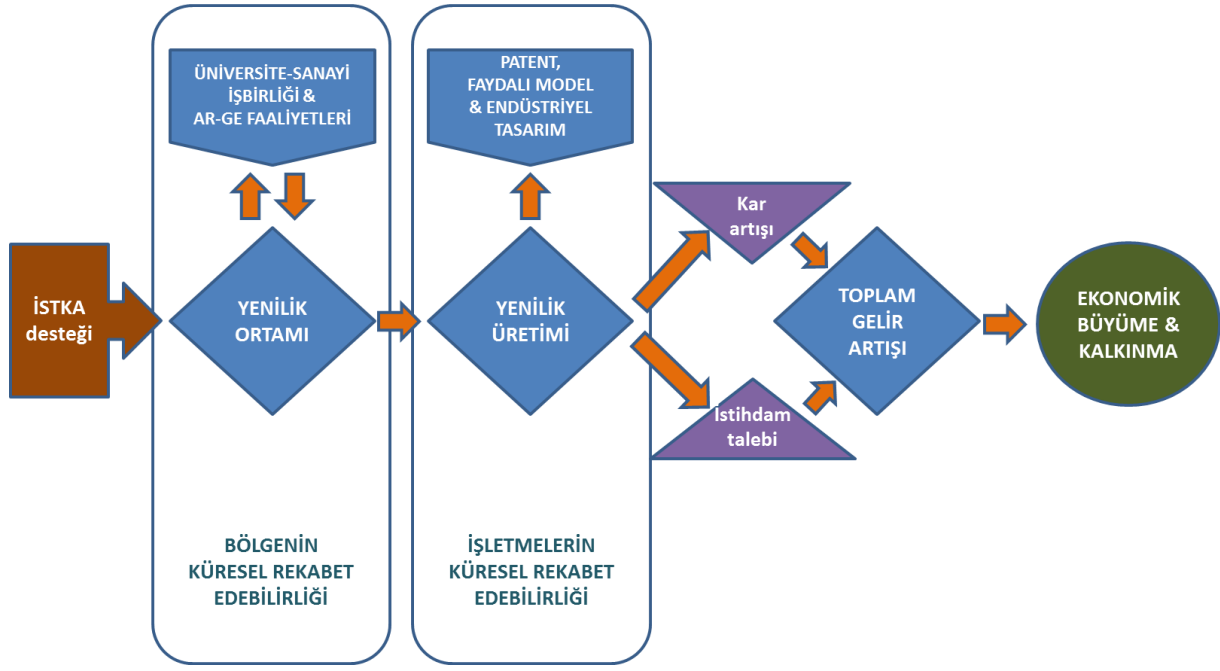 ÜNİVERSİTE-SANAYİ
İŞBİRLİĞİ &
AR-GE FAALİYETLERİ
PATENT,
FAYDALI MODEL
& ENDÜSTRİYEL
TASARIM
İSTKA
desteği
YENİLİK
ORTAMI
YENİLİK
ÜRETİMİ
Kar
artışı
İstihdam
talebi
TOPLAM
GELİR
ARTIŞI
EKONOMİK
BÜYÜME &
KALKINMA
BÖLGENİN
KÜRESEL REKABET
EDEBİLİRLİĞİ
İŞLETMELERİN
KÜRESEL REKABET
EDEBİLİRLİĞİ